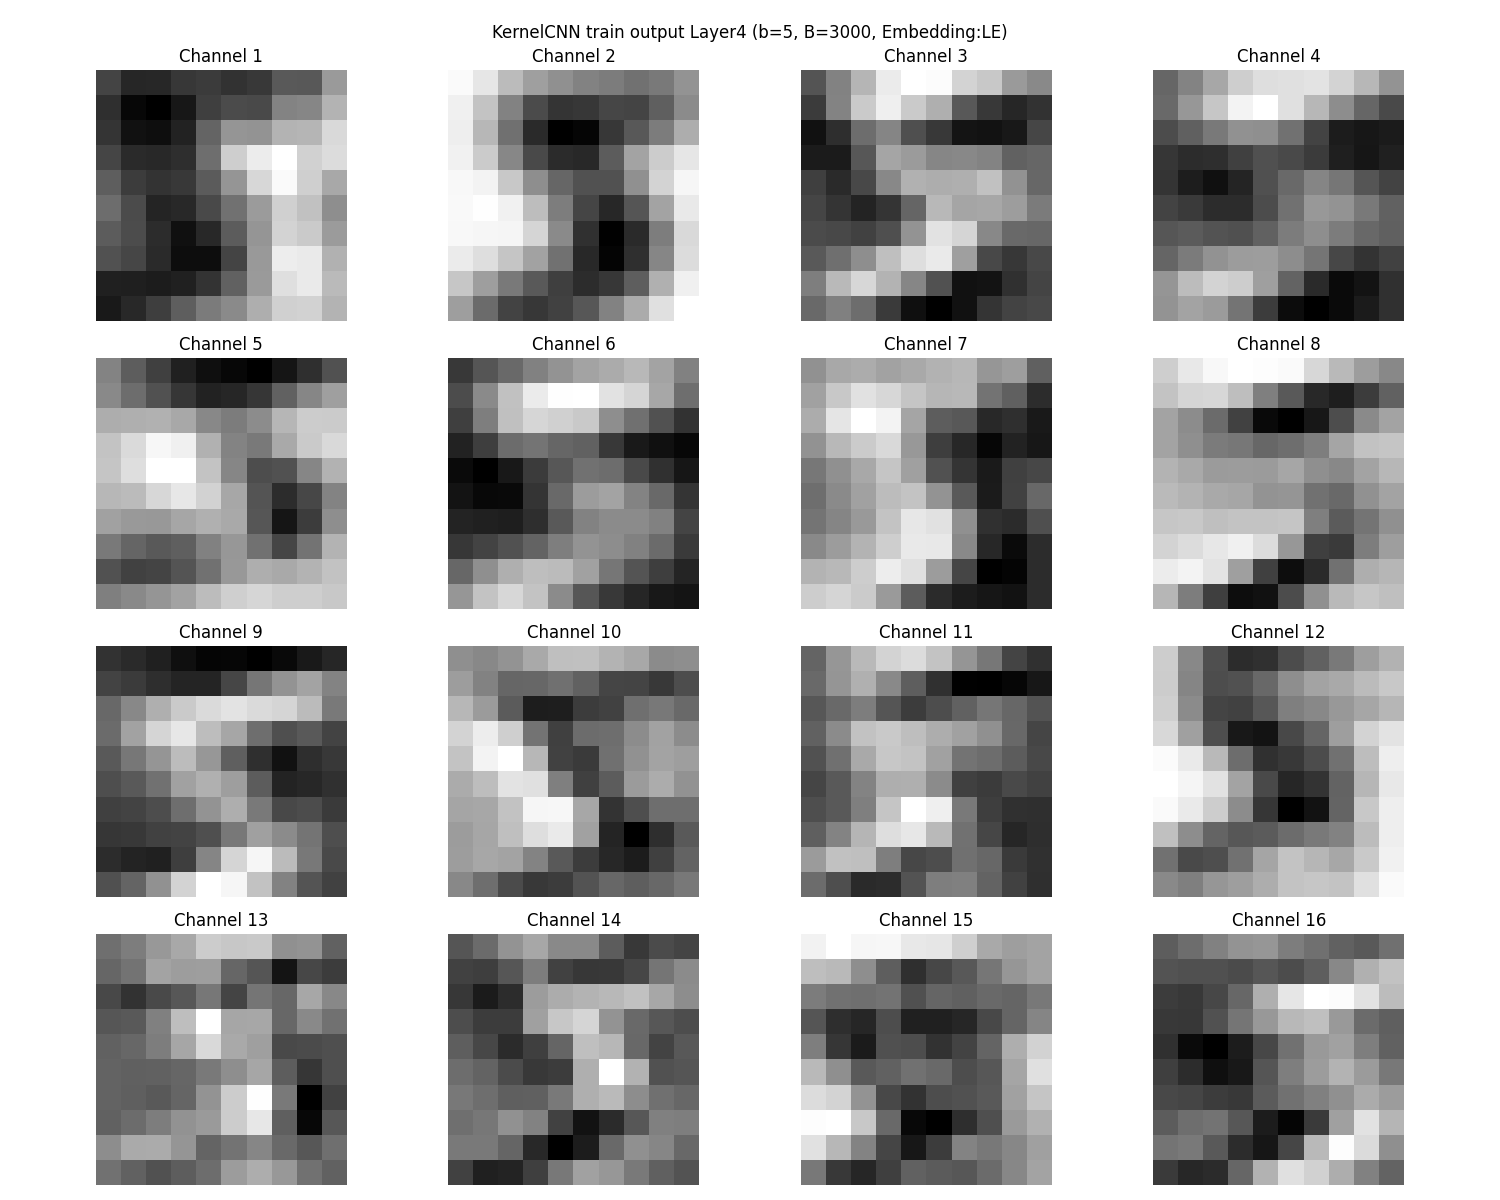 KernelCNN train output Layer4 (b=5, B=3000, Embedding:LE)
Channel 1
Channel 2
Channel 3
Channel 4
Channel 5
Channel 6
Channel 7
Channel 8
Channel 9
Channel 10
Channel 11
Channel 12
Channel 13
Channel 14
Channel 15
Channel 16